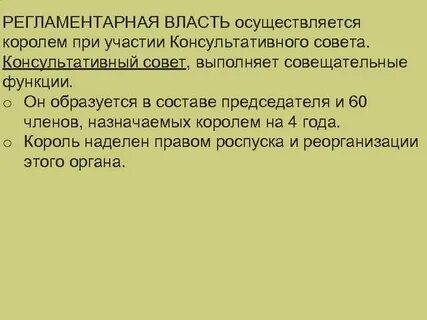 РЕГЛАМЕНТАРНАЯ ВЛАСТЬ осуществляется
королем при участии Консультативного совета.
Консультативный совет, выполняет совещательные
функции.
o Он образуется в составе председателя и 60
членов, назначаемых королем на 4 года.
o Король наделен правом роспуска и реорганизации
этого органа.